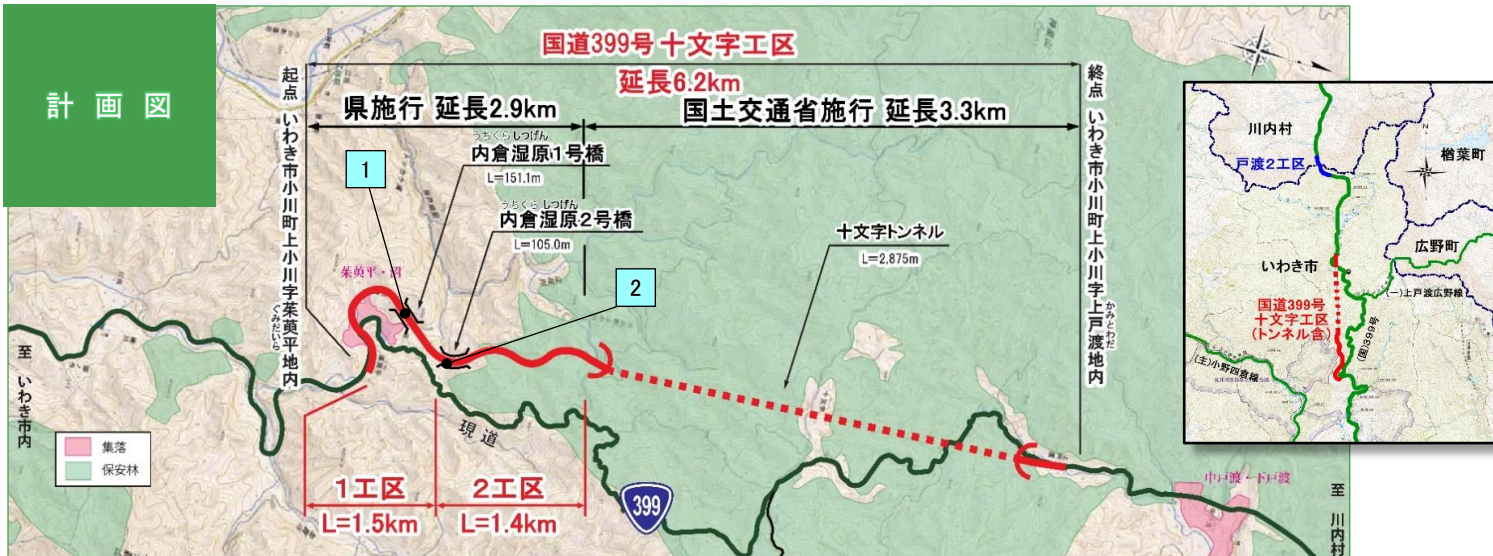 計画図
国道399号 十文字工区
延長6.2km
県施行 延長2.9km
国土交通省施行 延長3.3km
起点 いわき市小川町上小川字茱萸平地内
ぐみだいら
終点 いわき市小川町上小川字上戸渡地内
かみとわだ
うちくらしつげん
内倉湿原1号橋
L=151.1m
うちくらしつげん
内倉湿原2号橋
L=105.0m
1
2
十文字トンネル
L=2,875m
茱萸平・沼
至 いわき市内
現道
集落
保安林
1工区
L=1.5km
2工区
L=1.4km
399
中戸渡・下戸渡
至 川内村
川内村
戸渡2工区
楢葉町
広野町
いわき市
(一)上戸渡広野線
国道399号
十文字工区
(トンネル含)
(国)399号
(主)小野四倉線